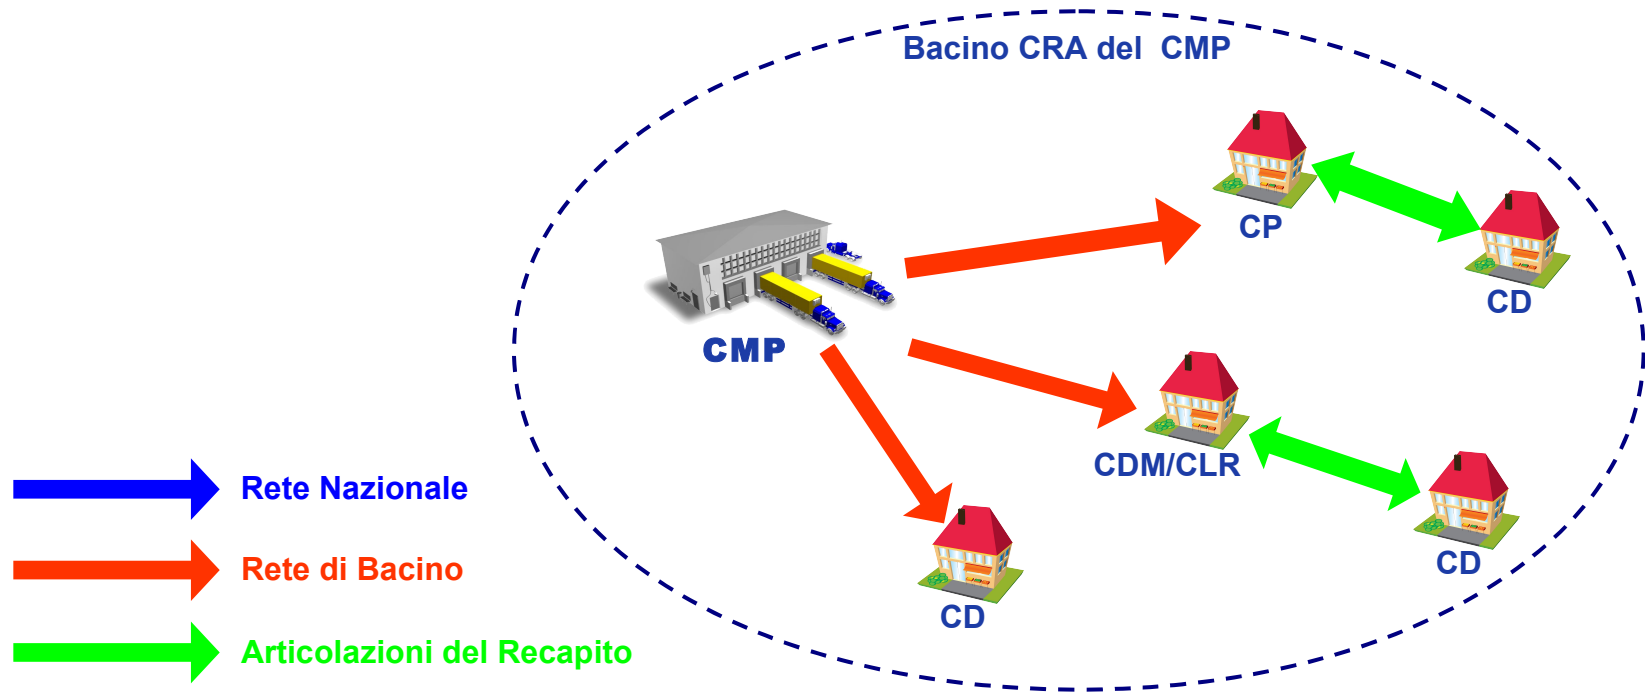 Bacino CRA del CMP
CP
CD
CMP
CDM/CLR
CD
CD
Rete Nazionale
Rete di Bacino
Articolazioni del Recapito